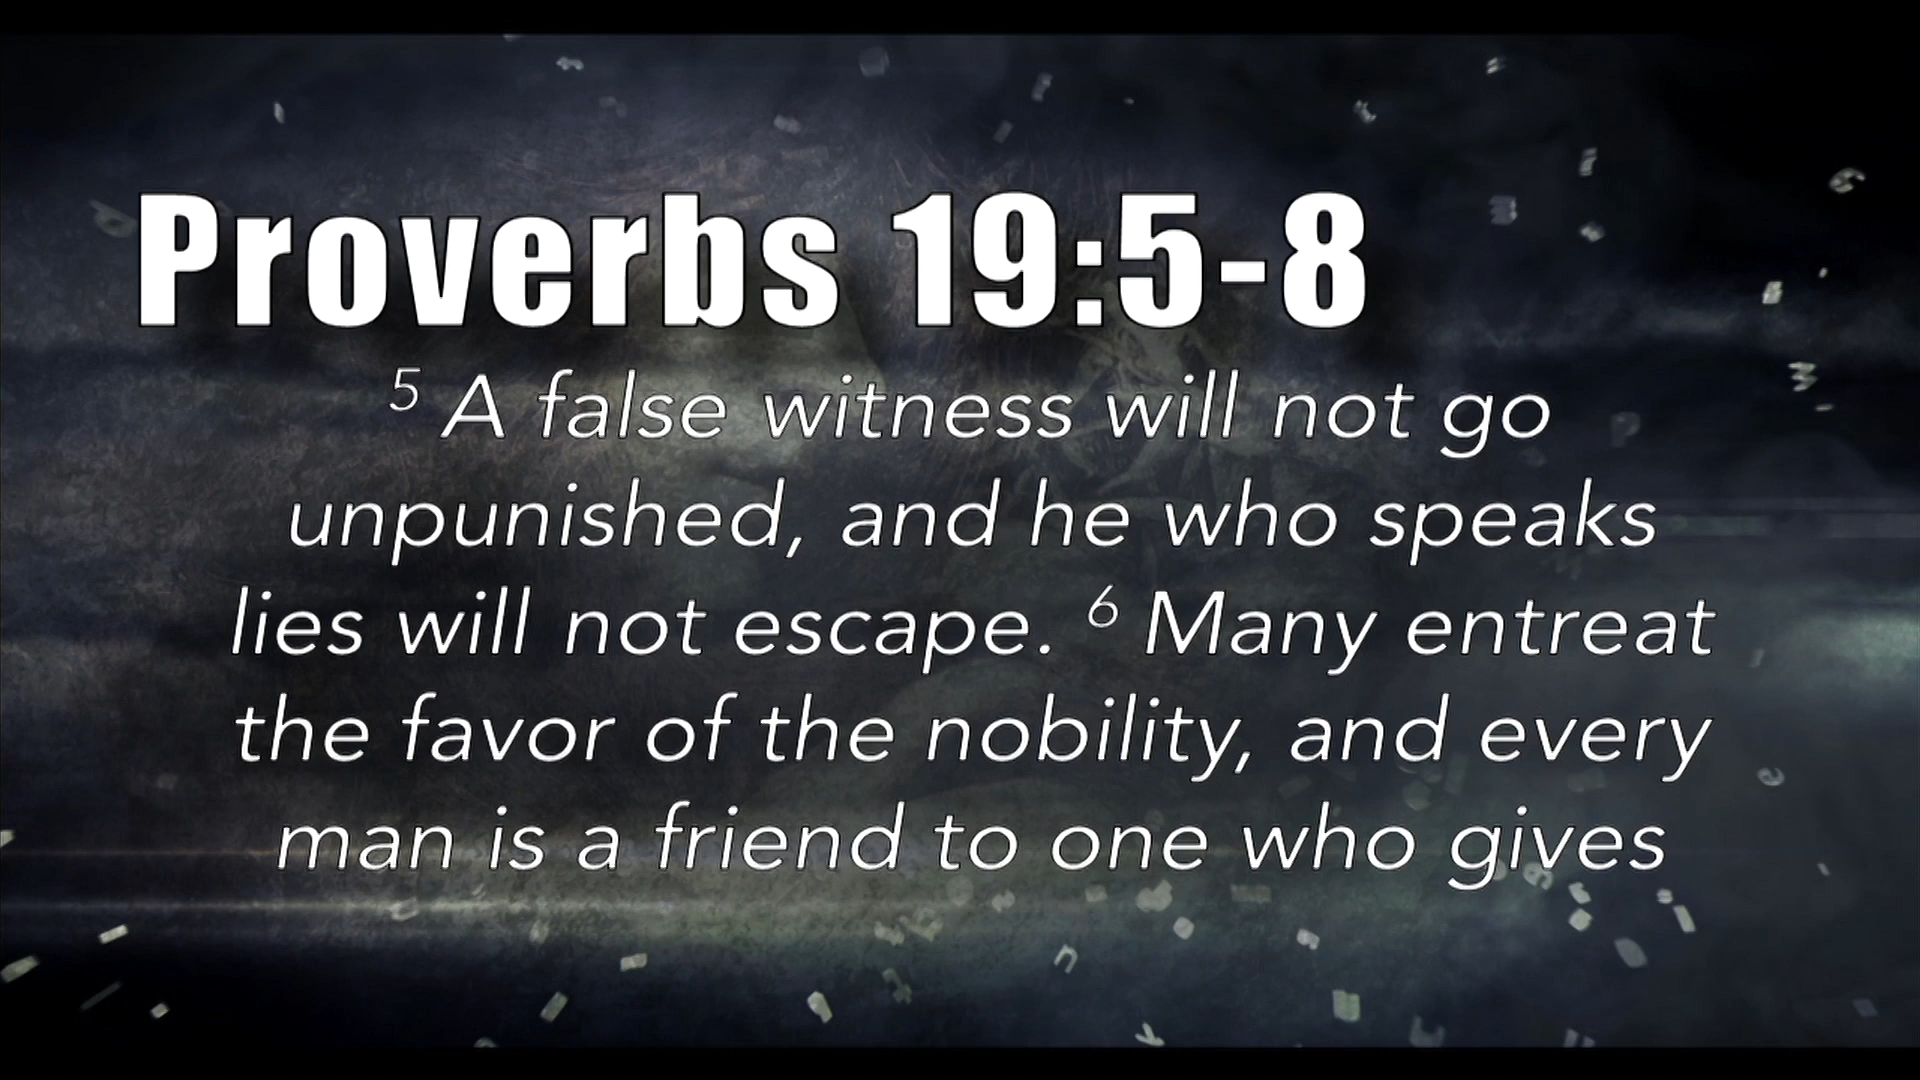 Proverbs 19:5-8
5 A false witness will not go
unpunished, and he who speaks
lies will not escape. 6 Many entreat
the favor of the nobility, and every
man is a friend to one who gives